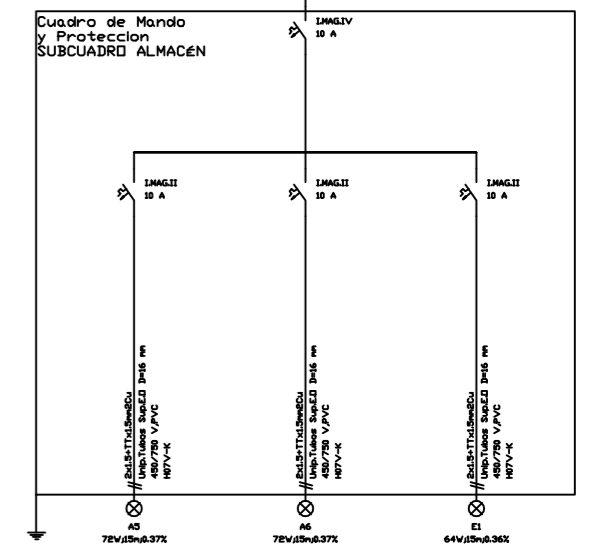 Cuadro de Mando
y Proteccion
SUBCUADRO ALMACÉN
I.MAG.IV
10 A
I.MAG.II
10 A
I.MAG.II
10 A
I.MAG.II
10 A
2x1.5+TTx1.5mm2Cu
Unip.Tubos Sup.E.O D=16 mm
450/750 V,PVC
H07V-K
2x1.5+TTx1.5mm2Cu
Unip.Tubos Sup.E.O D=16 mm
450/750 V,PVC
H07V-K
2x1.5+TTx1.5mm2Cu
Unip.Tubos Sup.E.O D=16 mm
450/750 V,PVC
H07V-K
A5
72W;15m;0.37%
A6
72W;15m;0.37%
E1
64W;15m;0.36%